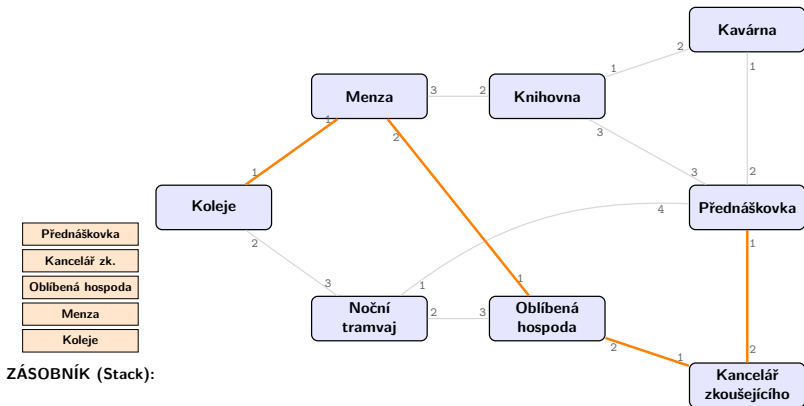 Kavárna
2
1
1
Menza
3
2
Knihovna
1
2
3
1
3
2
Koleje
Přednáškovka
4
2
1
Přednáškovka
Kancelář zk.
Oblíbená hospoda
Menza
Koleje
3
1
1
Noční
tramvaj
2
3
Oblíbená
hospoda
2
1
2
Kancelář
zkoušejícího
ZÁSOBNÍK (Stack):